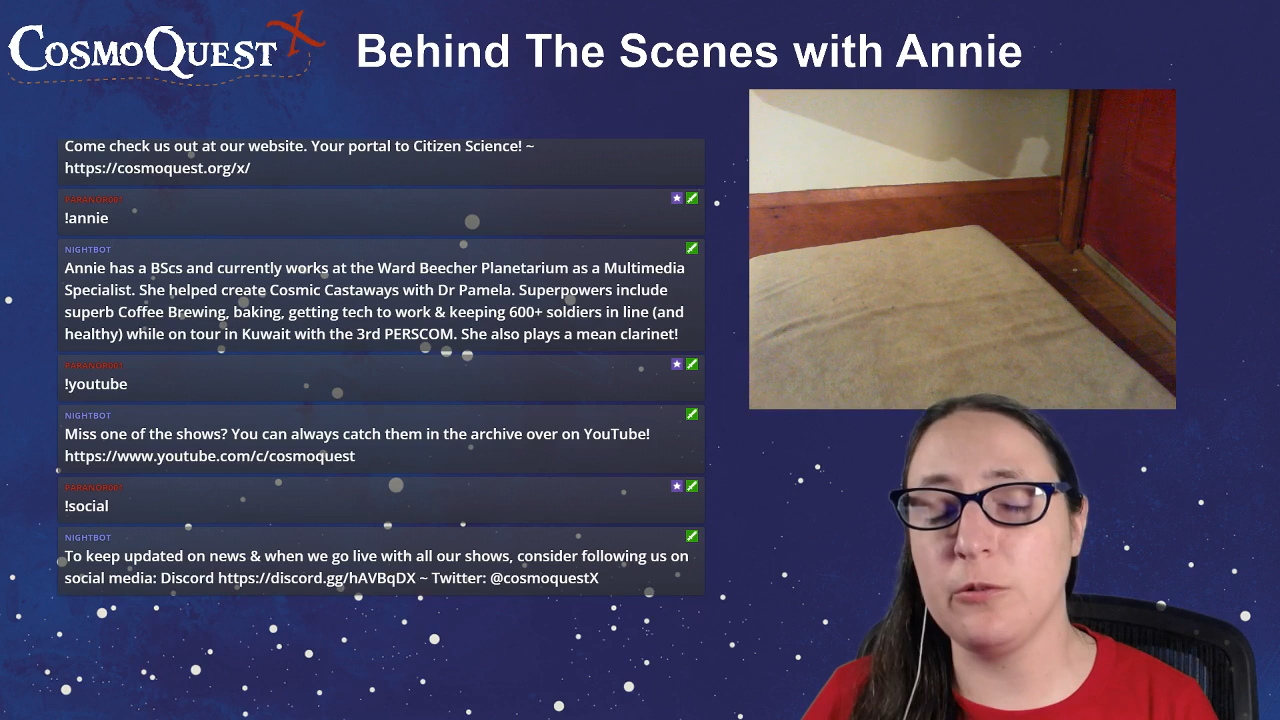 CosmoQuest X
Behind The Scenes with Annie
Come check us out at our website. Your portal to Citizen Science! ~
https://cosmoquest.org/x/
!annie
NIGHTBOT
Annie has a BScs and currently works at the Ward Beecher Planetarium as a Multimedia
Specialist. She helped create Cosmic Castaways with Dr Pamela. Superpowers include
superb Coffee Brewing, baking, getting tech to work & keeping 600+ soldiers in line (and
healthy) while on tour in Kuwait with the 3rd PERSCOM. She also plays a mean clarinet!
!youtube
NIGHTBOT
Miss one of the shows? You can always catch them in the archive over on YouTube!
https://www.youtube.com/c/cosmoquest
!social
NIGHTBOT
To keep updated on news & when we go live with all our shows, consider following us on
social media: Discord https://discord.gg/hAVBqDX ~ Twitter: @cosmoquestX